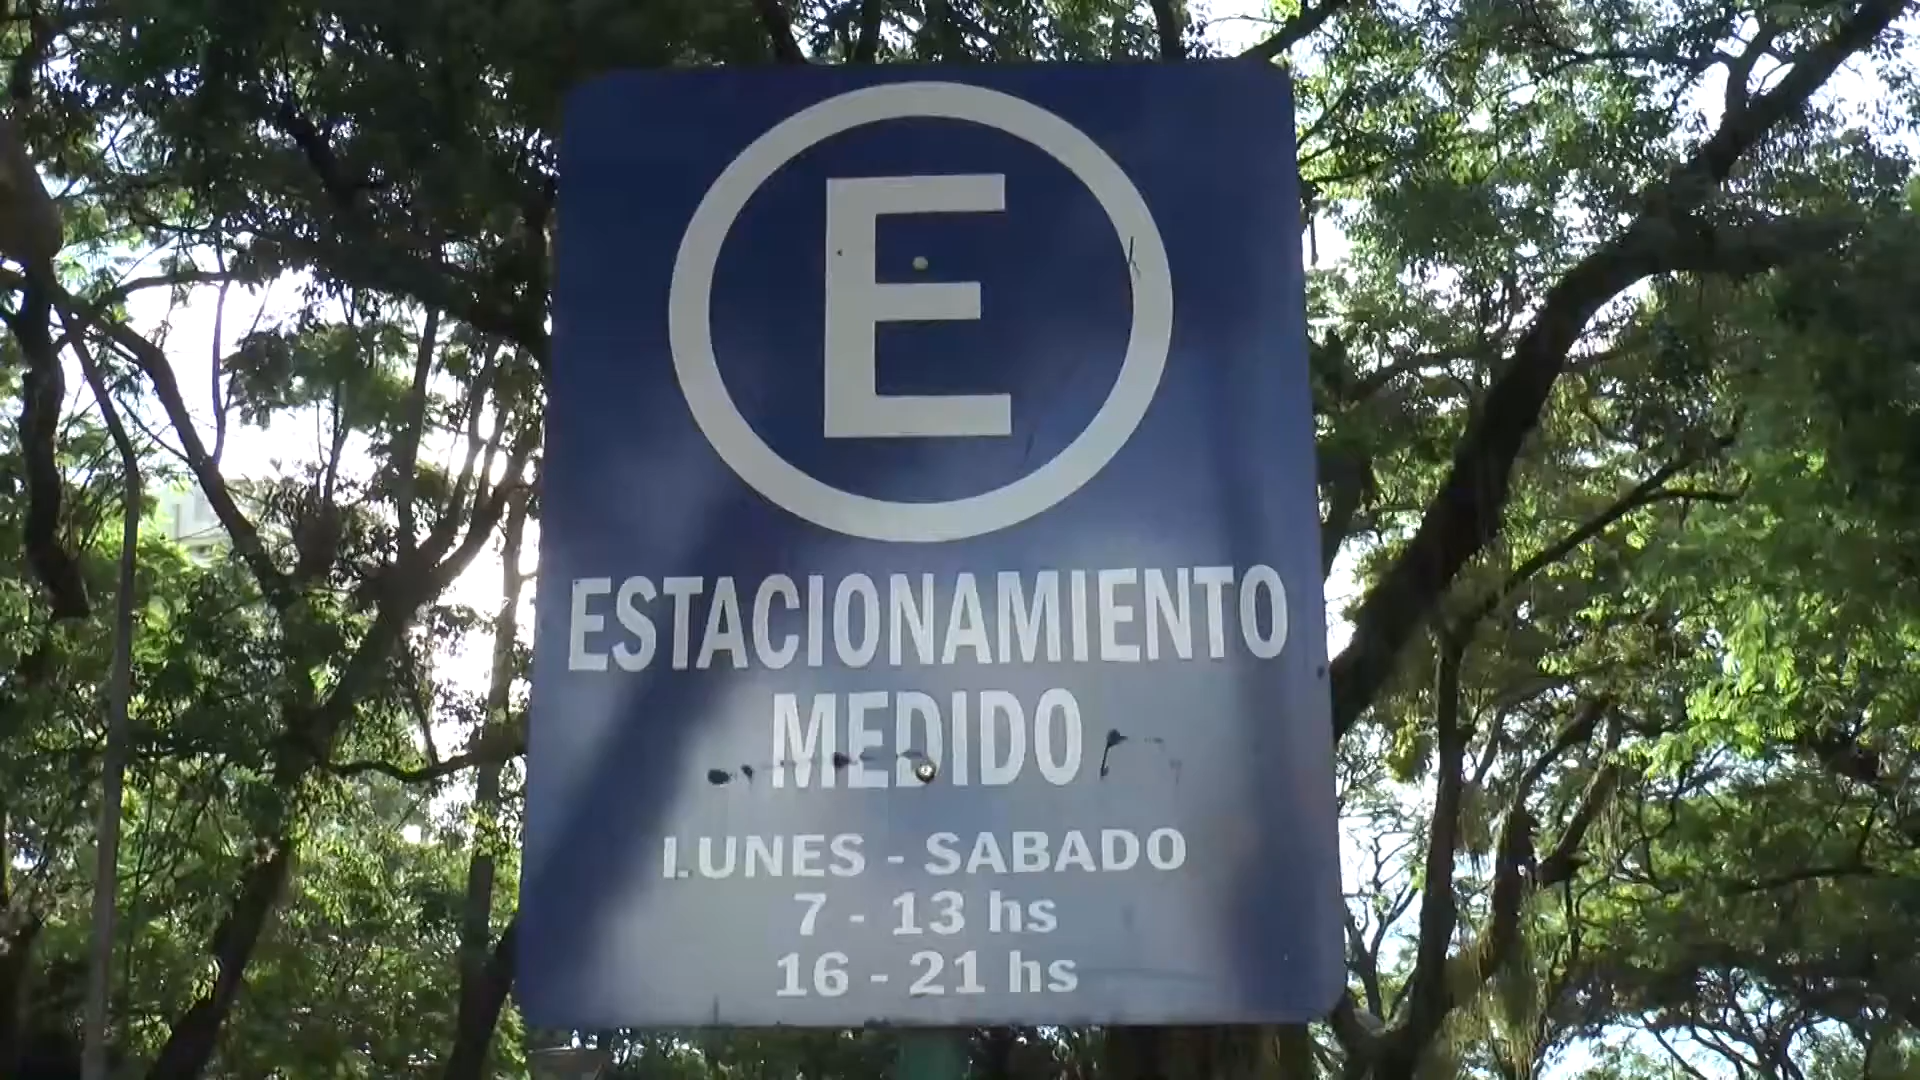 E
ESTACIONAMIENTO
MEDIDO
LUNES - SABADO
7 - 13 hs
16 - 21 hs